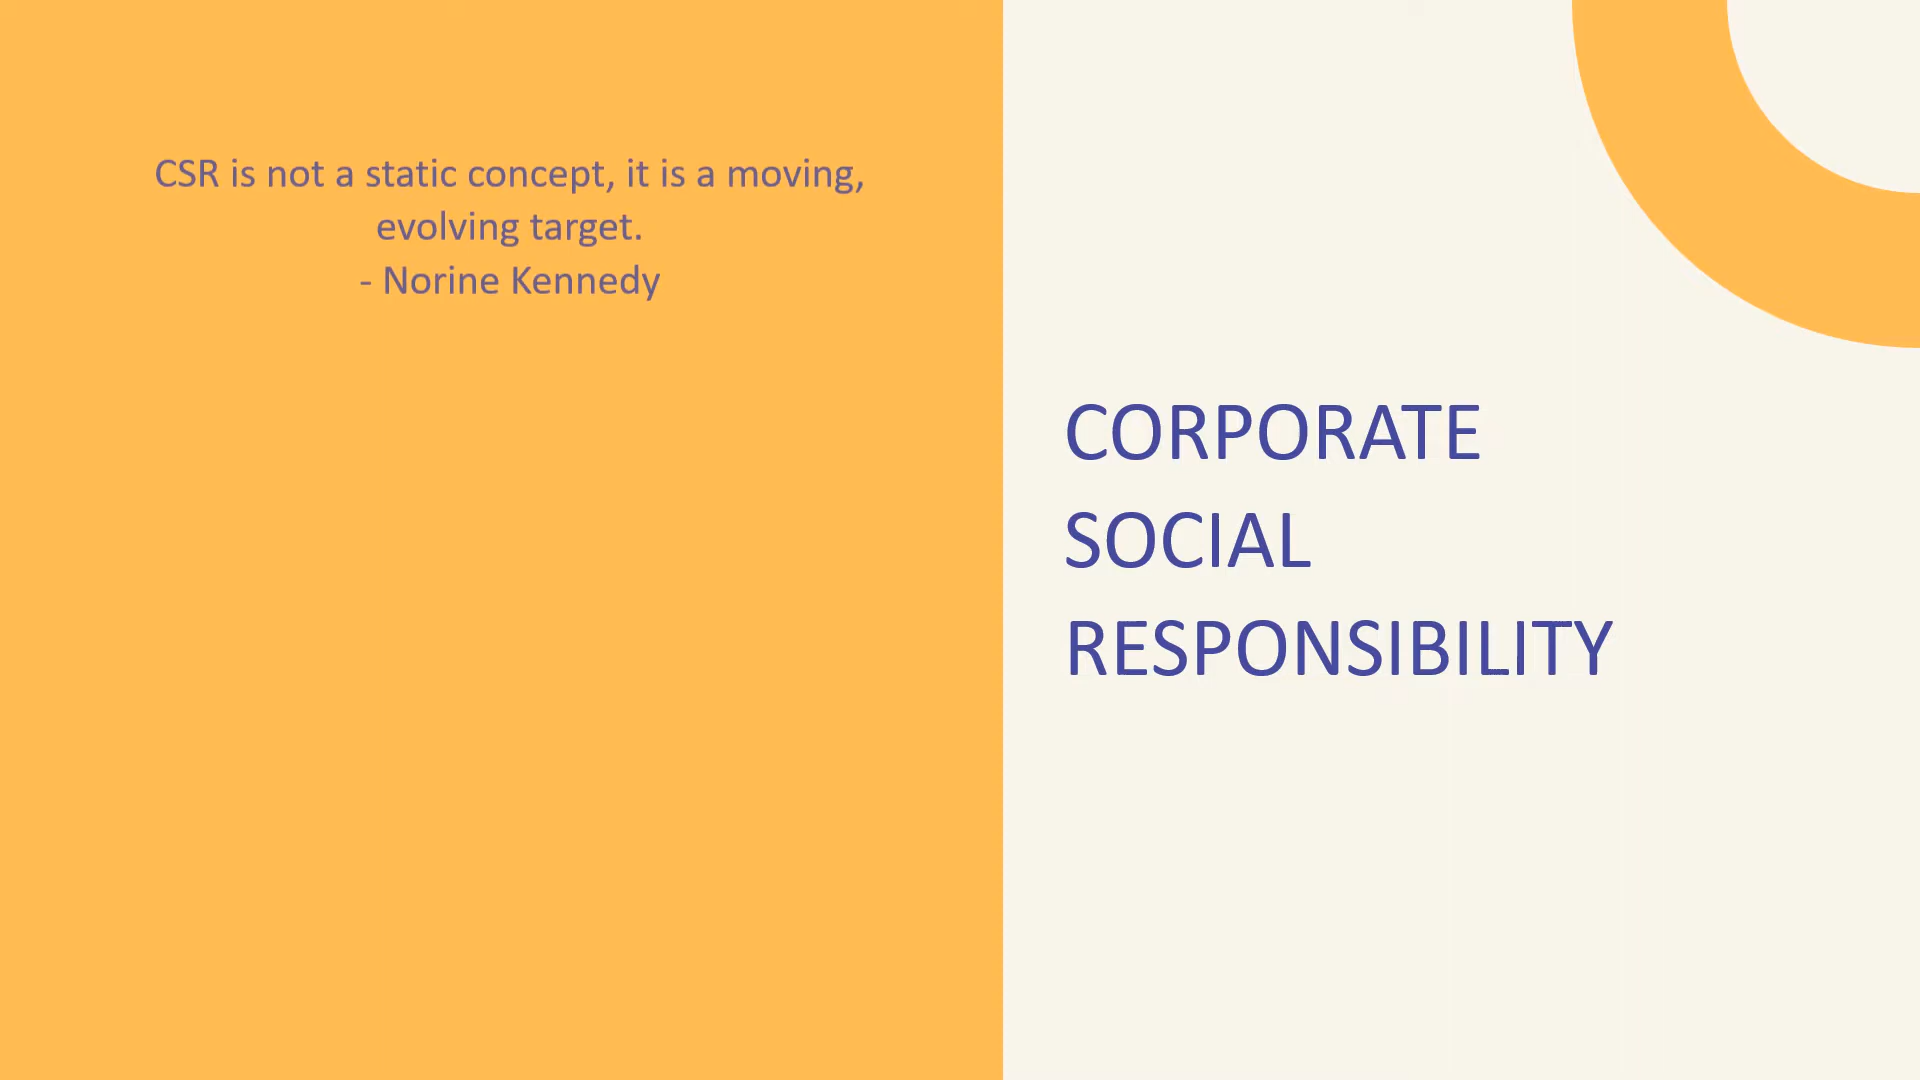 CSR is not a static concept, it is a moving,
evolving target.
- Norine Kennedy
CORPORATE
SOCIAL
RESPONSIBILITY